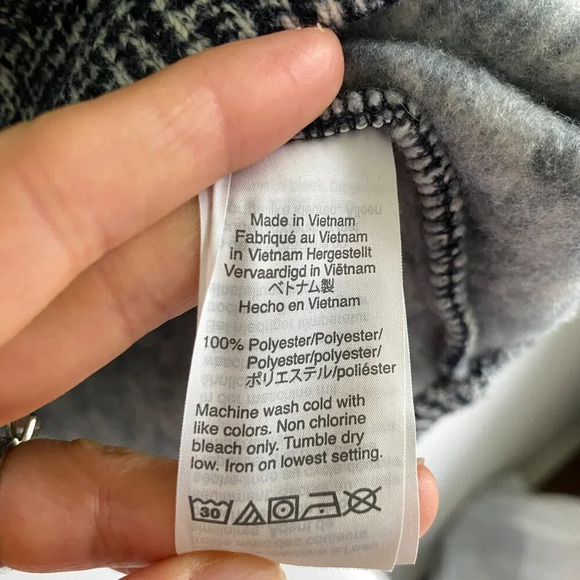 Made in Vietnam
Fabriqué au Vietnam
in Vietnam Hergestellt
Vervaardigd in Viëtnam
ベトナム製
Hecho en Vietnam
100% Polyester/Polyester/
Polyester/polyester/
ポリエステル/poliéster
Machine wash cold with
like colors. Non chlorine
bleach only. Tumble dry
low. Iron on lowest setting.
30